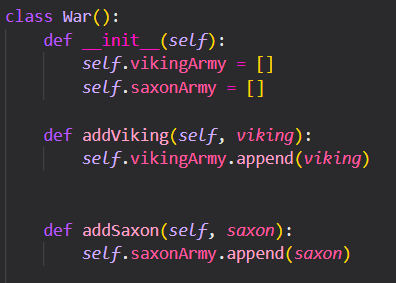 class War():
    def __init__(self):
        self.vikingArmy = []
        self.saxonArmy = []
    def addViking(self, viking):
        self.vikingArmy.append(viking)
    def addSaxon(self, saxon):
        self.saxonArmy.append(saxon)